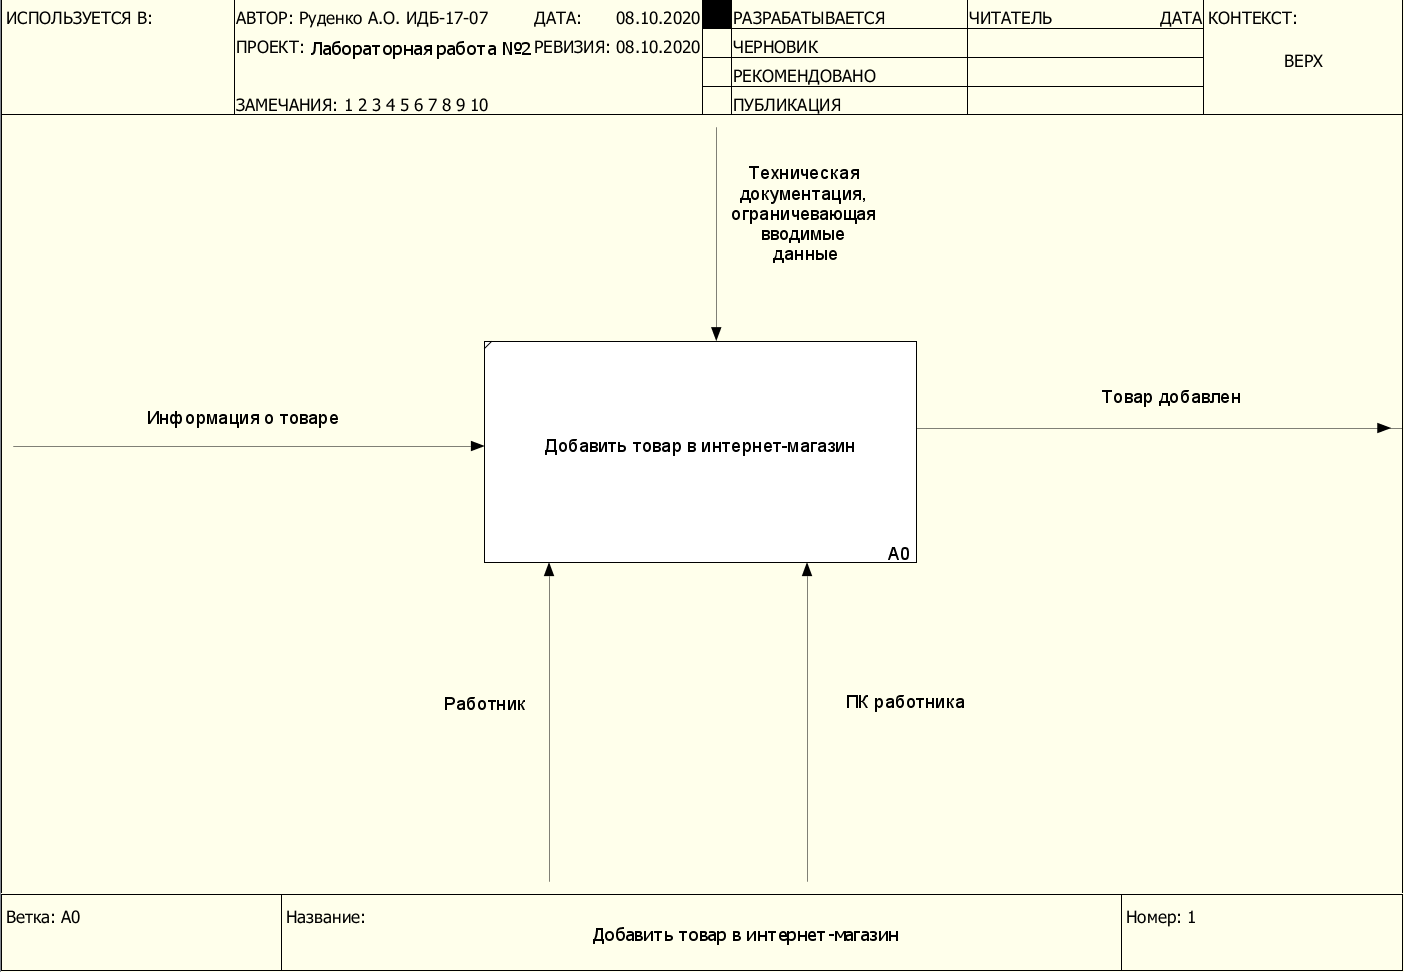 ИСПОЛЬЗУЕТСЯ В:
АВТОР: Руденко А.О. ИДБ-17-07
ДАТА: 08.10.2020
ПРОЕКТ: Лабораторная работа №2
РЕВИЗИЯ: 08.10.2020
ЗАМЕЧАНИЯ: 1 2 3 4 5 6 7 8 9 10
РАЗРАБАТЫВАЕТСЯ
ЧЕРНОВИК
РЕКОМЕНДОВАНО
ПУБЛИКАЦИЯ
ЧИТАТЕЛЬ
ДАТА
КОНТЕКСТ:
ВЕРХ
Техническая
документация,
ограничевающая
вводимые
данные
Информация о товаре
Добавить товар в интернет-магазин
A0
Товар добавлен
Работник
ПК работника
Ветка: A0
Название:
Добавить товар в интернет-магазин
Номер: 1